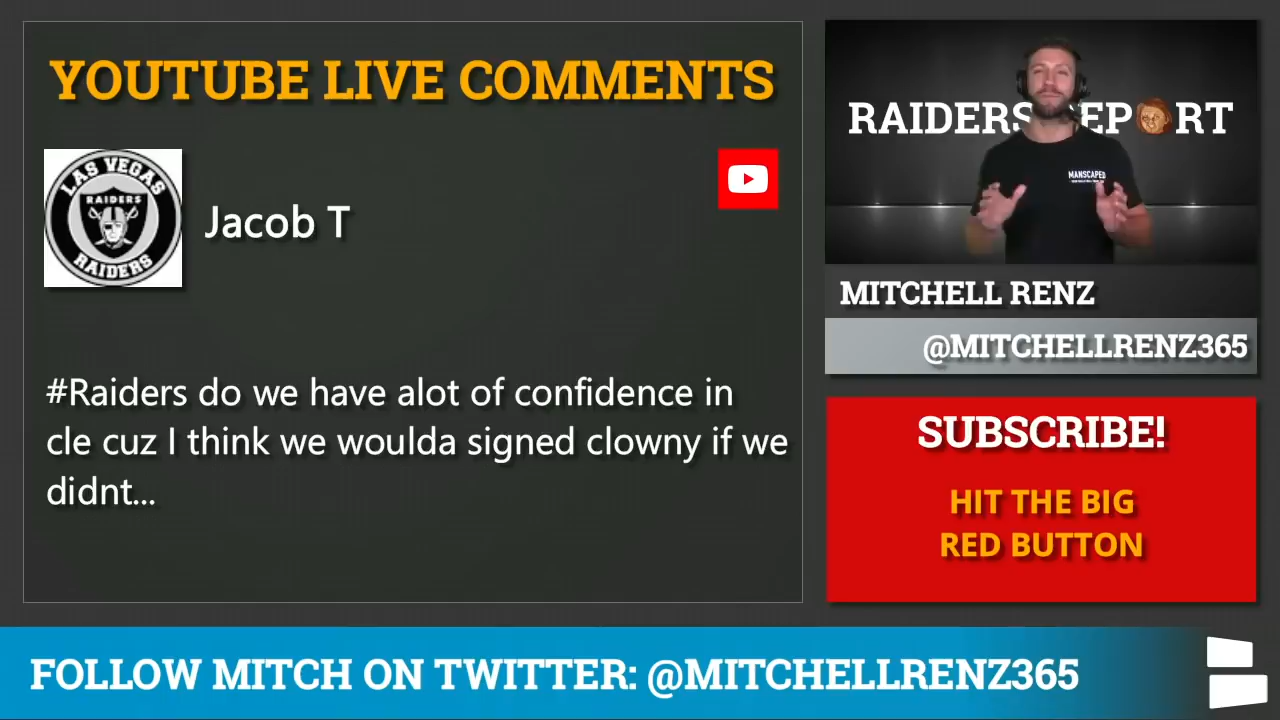 YOUTUBE LIVE COMMENTS
LAS VEGAS
RAIDERS
RAIDERS
Jacob T
#Raiders do we have alot of confidence in
cle cuz I think we woulda signed clowny if we
didnt...
RAIDERS EP RT
MANSCAPED
MITCHELL RENZ
@MITCHELLRENZ365
SUBSCRIBE!
HIT THE BIG
RED BUTTON
FOLLOW MITCH ON TWITTER: @MITCHELLRENZ365